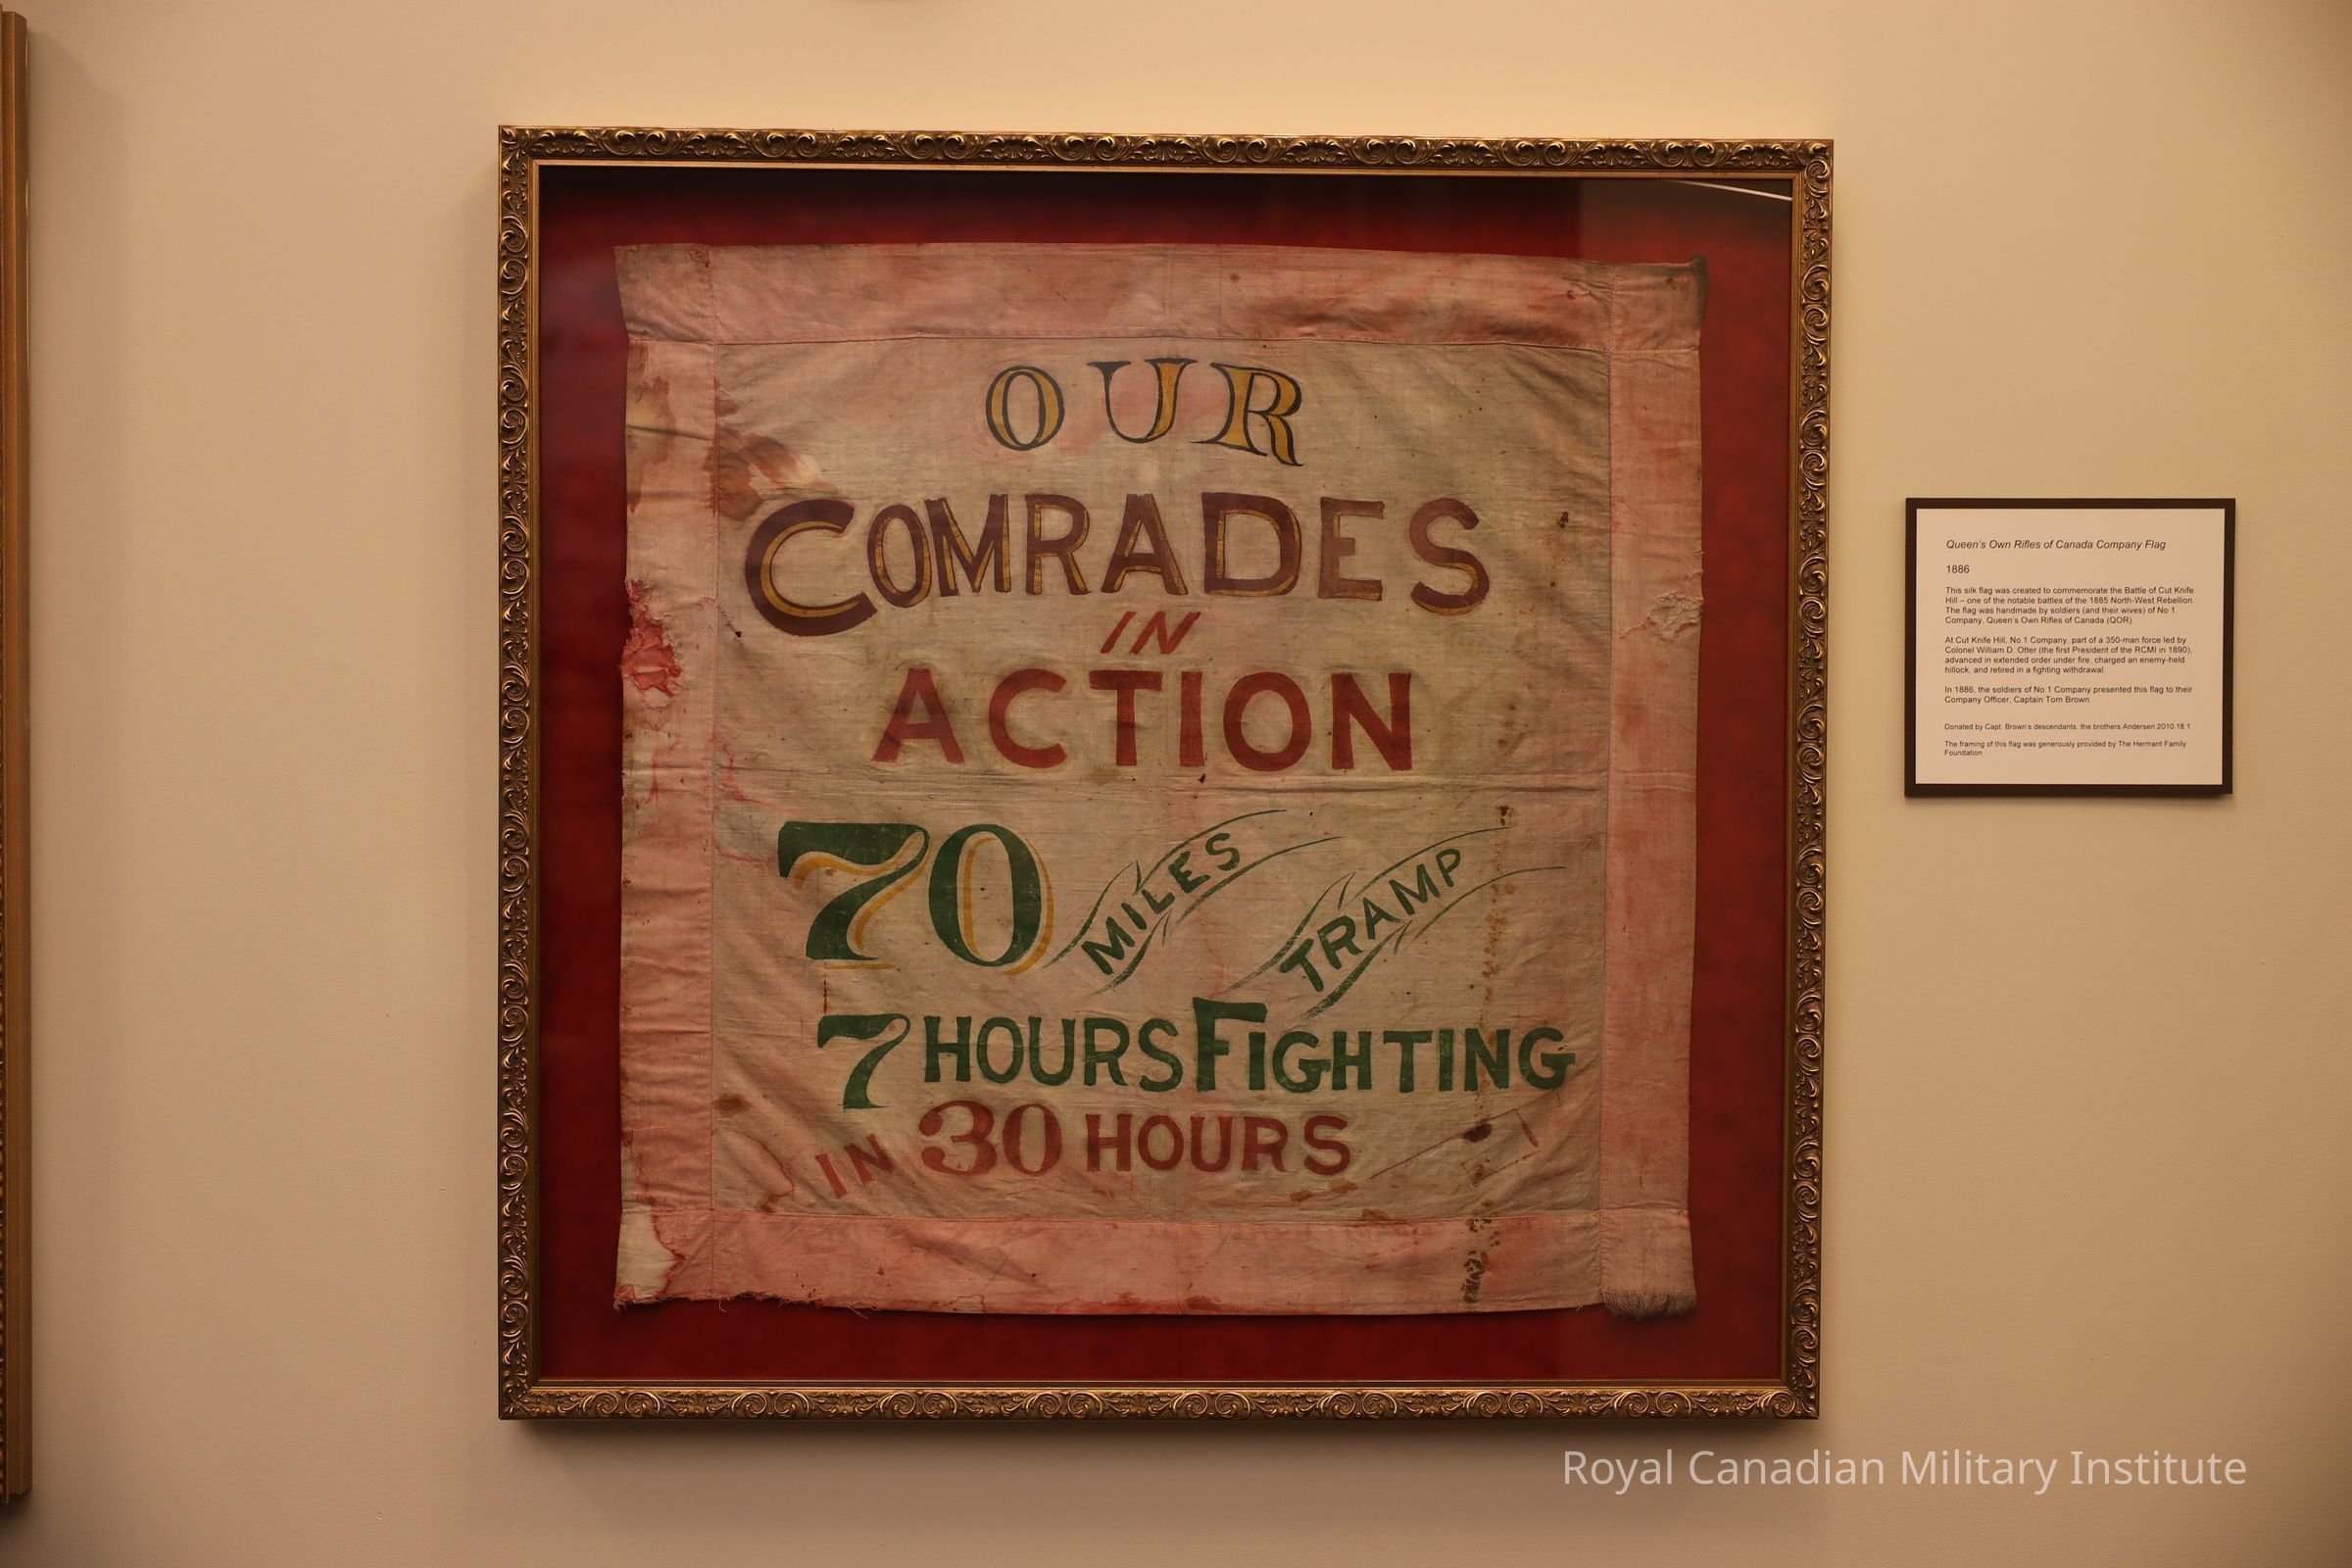 OUR
COMRADES
IN
ACTION
70 MILES TRAMP
7 HOURS FIGHTING
IN 30 HOURS
Queen's Own Rifles of Canada Company Flag
1886
This silk flag was created to commemorate the Battle of Cut Knife
Hill – one of the notable battles of the 1885 North-West Rebellion.
The flag was handmade by soldiers (and their wives) of No 1.
Company, Queen's Own Rifles of Canada (QOR).
At Cut Knife Hill, No.1 Company, part of a 350-man force led by
Colonel William D. Otter (the first President of the RCMI in 1890),
advanced in extended order under fire, charged an enemy-held
hillock, and retired in a fighting withdrawal.
In 1886, the soldiers of No.1 Company presented this flag to their
Company Officer, Captain Tom Brown.
Donated by Capt. Brown's descendants, the brothers Andersen 2010.18.1
The framing of this flag was generously provided by The Hermant Family
Foundation
Royal Canadian Military Institute